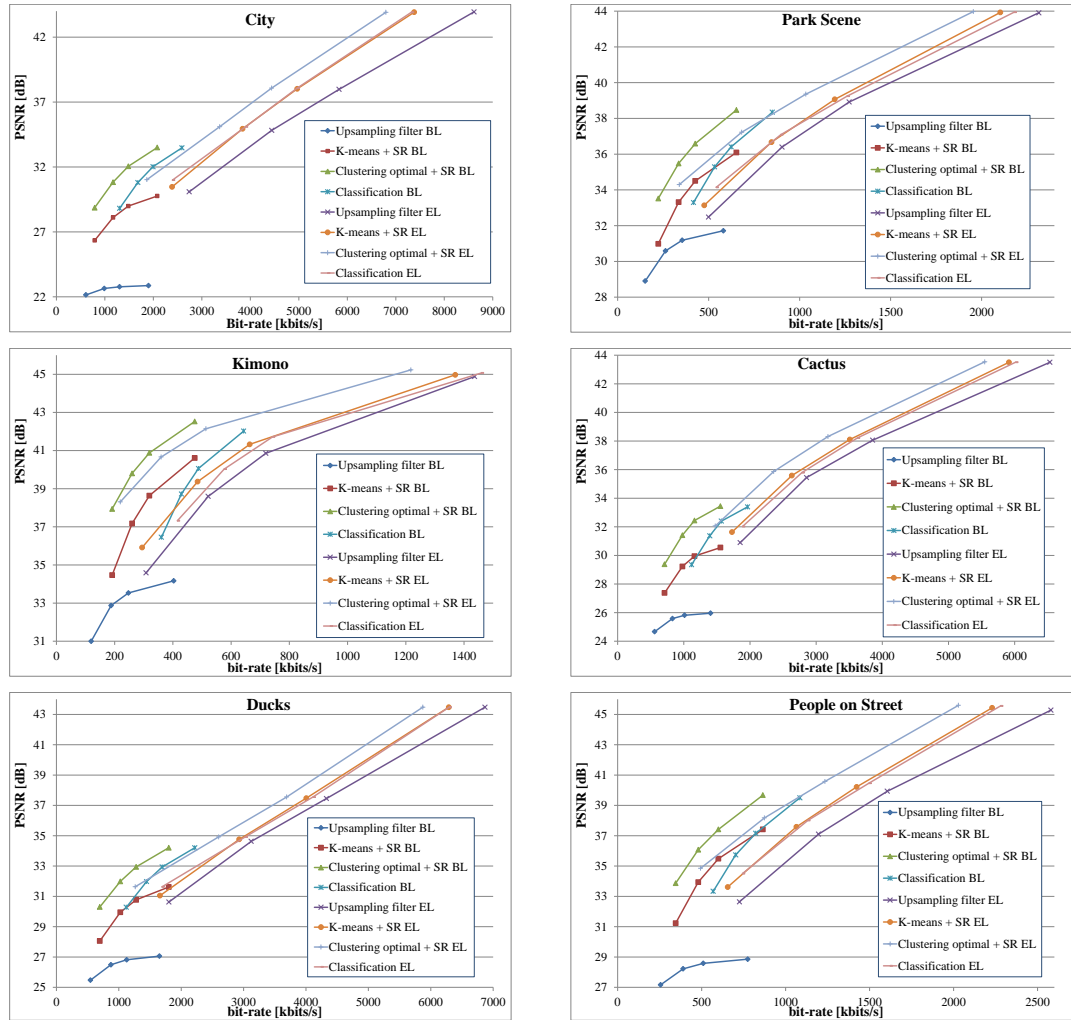 City
PSNR [dB]
42
37
32
27
22
0 1000 2000 3000 4000 5000 6000 7000 8000 9000
Bit-rate [kbits/s]
Upsampling filter BL
K-means + SR BL
Clustering optimal + SR BL
Classification BL
Upsampling filter EL
K-means + SR EL
Clustering optimal + SR EL
Classification EL
Park Scene
PSNR [dB]
44
42
40
38
36
34
32
30
28
0 500 1000 1500 2000
bit-rate [kbits/s]
Upsampling filter BL
K-means + SR BL
Clustering optimal + SR BL
Classification BL
Upsampling filter EL
K-means + SR EL
Clustering optimal + SR EL
Classification EL
Kimono
PSNR [dB]
45
43
41
39
37
35
33
31
0 200 400 600 800 1000 1200 1400
bit-rate [kbits/s]
Upsampling filter BL
K-means + SR BL
Clustering optimal + SR BL
Classification BL
Upsampling filter EL
K-means + SR EL
Clustering optimal + SR EL
Classification EL
Cactus
PSNR [dB]
44
42
40
38
36
34
32
30
28
26
24
0 1000 2000 3000 4000 5000 6000
bit-rate [kbits/s]
Upsampling filter BL
K-means + SR BL
Clustering optimal + SR BL
Classification BL
Upsampling filter EL
K-means + SR EL
Clustering optimal + SR EL
Classification EL
Ducks
PSNR [dB]
43
41
39
37
35
33
31
29
27
25
0 1000 2000 3000 4000 5000 6000 7000
bit-rate [kbits/s]
Upsampling filter BL
K-means + SR BL
Clustering optimal + SR BL
Classification BL
Upsampling filter EL
K-means + SR EL
Clustering optimal + SR EL
Classification EL
People on Street
PSNR [dB]
45
43
41
39
37
35
33
31
29
27
0 500 1000 1500 2000 2500
bit-rate [kbits/s]
Upsampling filter BL
K-means + SR BL
Clustering optimal + SR BL
Classification BL
Upsampling filter EL
K-means + SR EL
Clustering optimal + SR EL
Classification EL